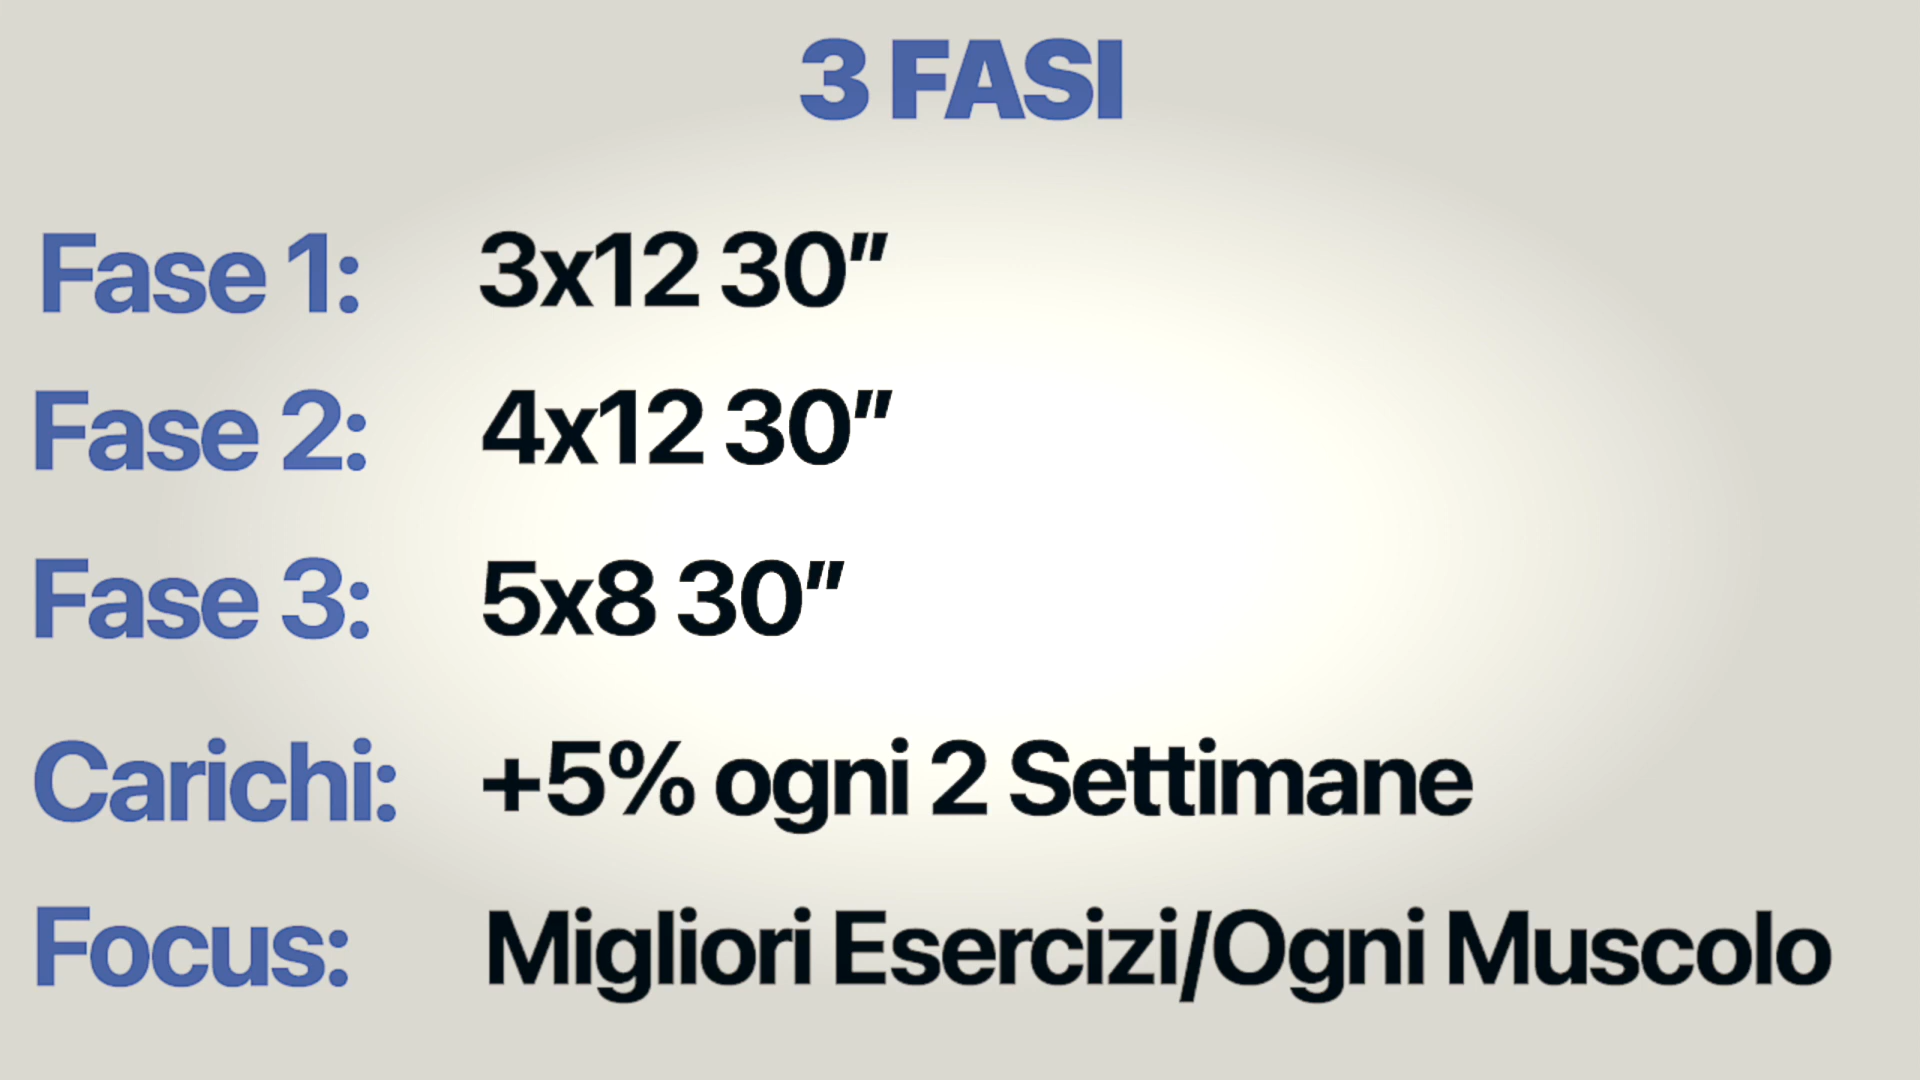 3 FASI
Fase 1: 3x12 30"
Fase 2: 4x12 30"
Fase 3: 5x8 30"
Carichi: +5% ogni 2 Settimane
Focus: Migliori Esercizi/Ogni Muscolo